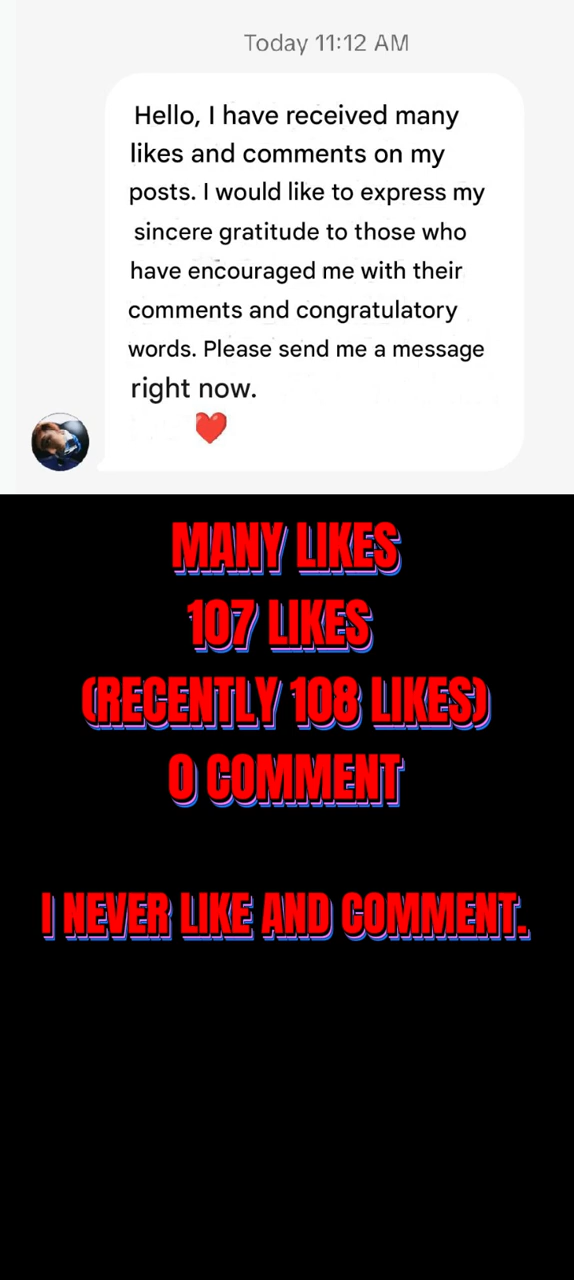 Today 11:12 AM
Hello, I have received many
likes and comments on my
posts. I would like to express my
sincere gratitude to those who
have encouraged me with their
comments and congratulatory
words. Please send me a message
right now.
❤️
MANY LIKES
107 LIKES
(RECENTLY 108 LIKES)
0 COMMENT
I NEVER LIKE AND COMMENT.